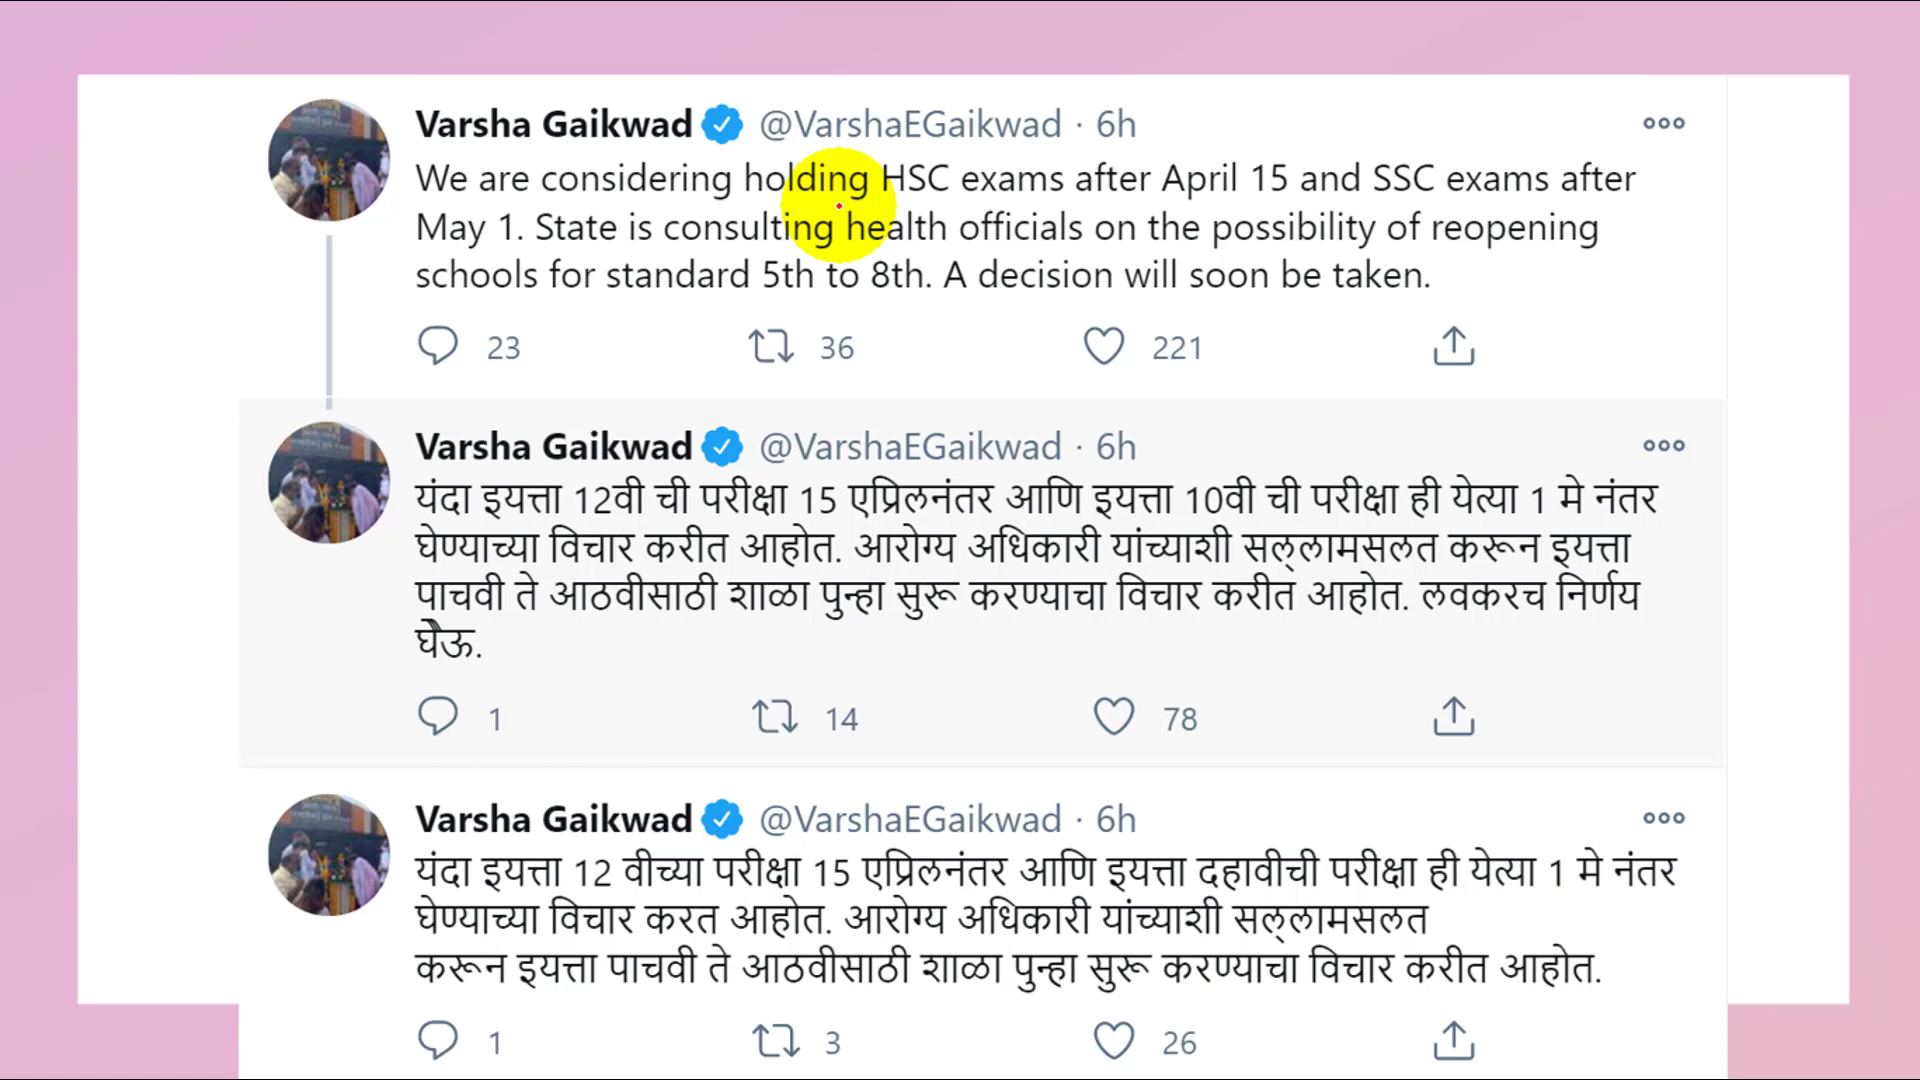 Varsha Gaikwad @VarshaEGaikwad · 6h
We are considering holding HSC exams after April 15 and SSC exams after
May 1. State is consulting health officials on the possibility of reopening
schools for standard 5th to 8th. A decision will soon be taken.
23 36 221
Varsha Gaikwad @VarshaEGaikwad · 6h
यंदा इयत्ता 12वी ची परीक्षा 15 एप्रिलनंतर आणि इयत्ता 10वी ची परीक्षा ही येत्या 1 मे नंतर
घेण्याच्या विचार करीत आहोत. आरोग्य अधिकारी यांच्याशी सल्लामसलत करून इयत्ता
पाचवी ते आठवीसाठी शाळा पुन्हा सुरू करण्याचा विचार करीत आहोत. लवकरच निर्णय
घेऊ.
1 14 78
Varsha Gaikwad @VarshaEGaikwad · 6h
यंदा इयत्ता 12 वीच्या परीक्षा 15 एप्रिलनंतर आणि इयत्ता दहावीची परीक्षा ही येत्या 1 मे नंतर
घेण्याच्या विचार करत आहोत. आरोग्य अधिकारी यांच्याशी सल्लामसलत
करून इयत्ता पाचवी ते आठवीसाठी शाळा पुन्हा सुरू करण्याचा विचार करीत आहोत.
1 3 26